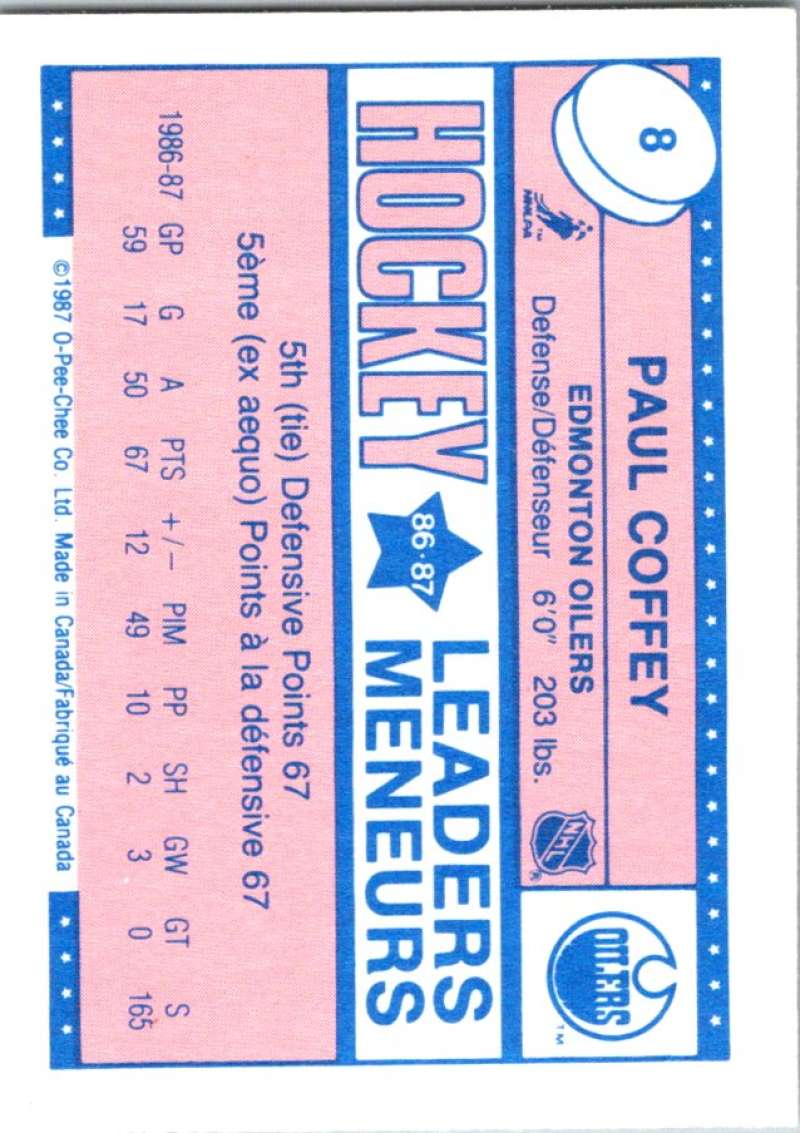 8
PAUL COFFEY
EDMONTON OILERS
NHLPA™
Defense/Défenseur 6'0" 203 lbs.
NHL®
OILERS™
HOCKEY 86·87 LEADERS
MENEURS
5th (tie) Defensive Points 67
5ème (ex aequo) Points à la défensive 67
1986-87 GP G A PTS +/− PIM PP SH GW GT S
59 17 50 67 12 49 10 2 3 0 165
©1987 O-Pee-Chee Co. Ltd. Made in Canada/Fabriqué au Canada